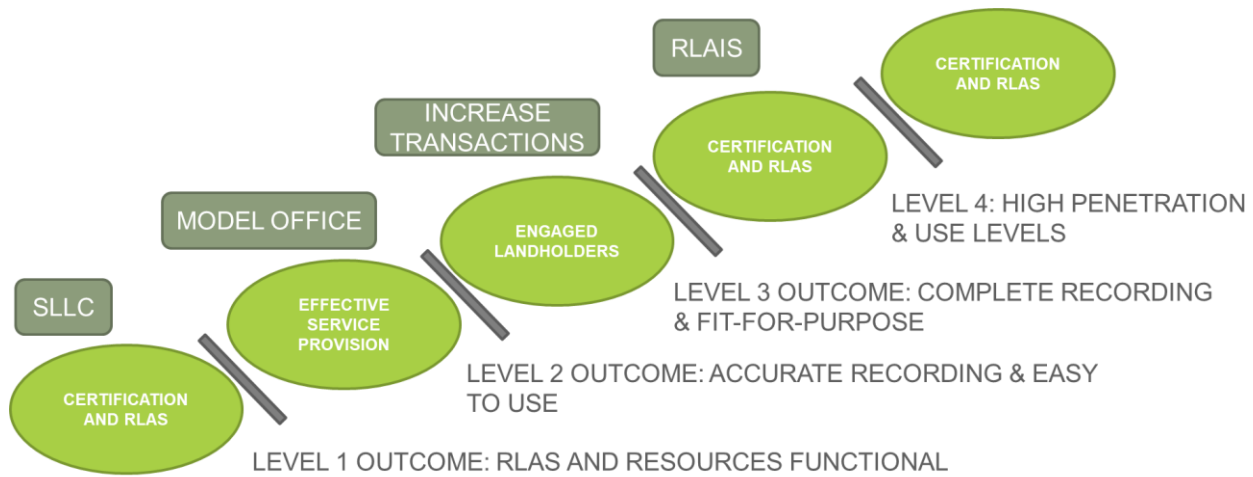 SLLC
CERTIFICATION
AND RLAS
LEVEL 1 OUTCOME: RLAS AND RESOURCES FUNCTIONAL
MODEL OFFICE
EFFECTIVE
SERVICE
PROVISION
LEVEL 2 OUTCOME: ACCURATE RECORDING & EASY
TO USE
INCREASE
TRANSACTIONS
ENGAGED
LANDHOLDERS
LEVEL 3 OUTCOME: COMPLETE RECORDING
& FIT-FOR-PURPOSE
RLAIS
CERTIFICATION
AND RLAS
LEVEL 4: HIGH PENETRATION
& USE LEVELS
CERTIFICATION
AND RLAS